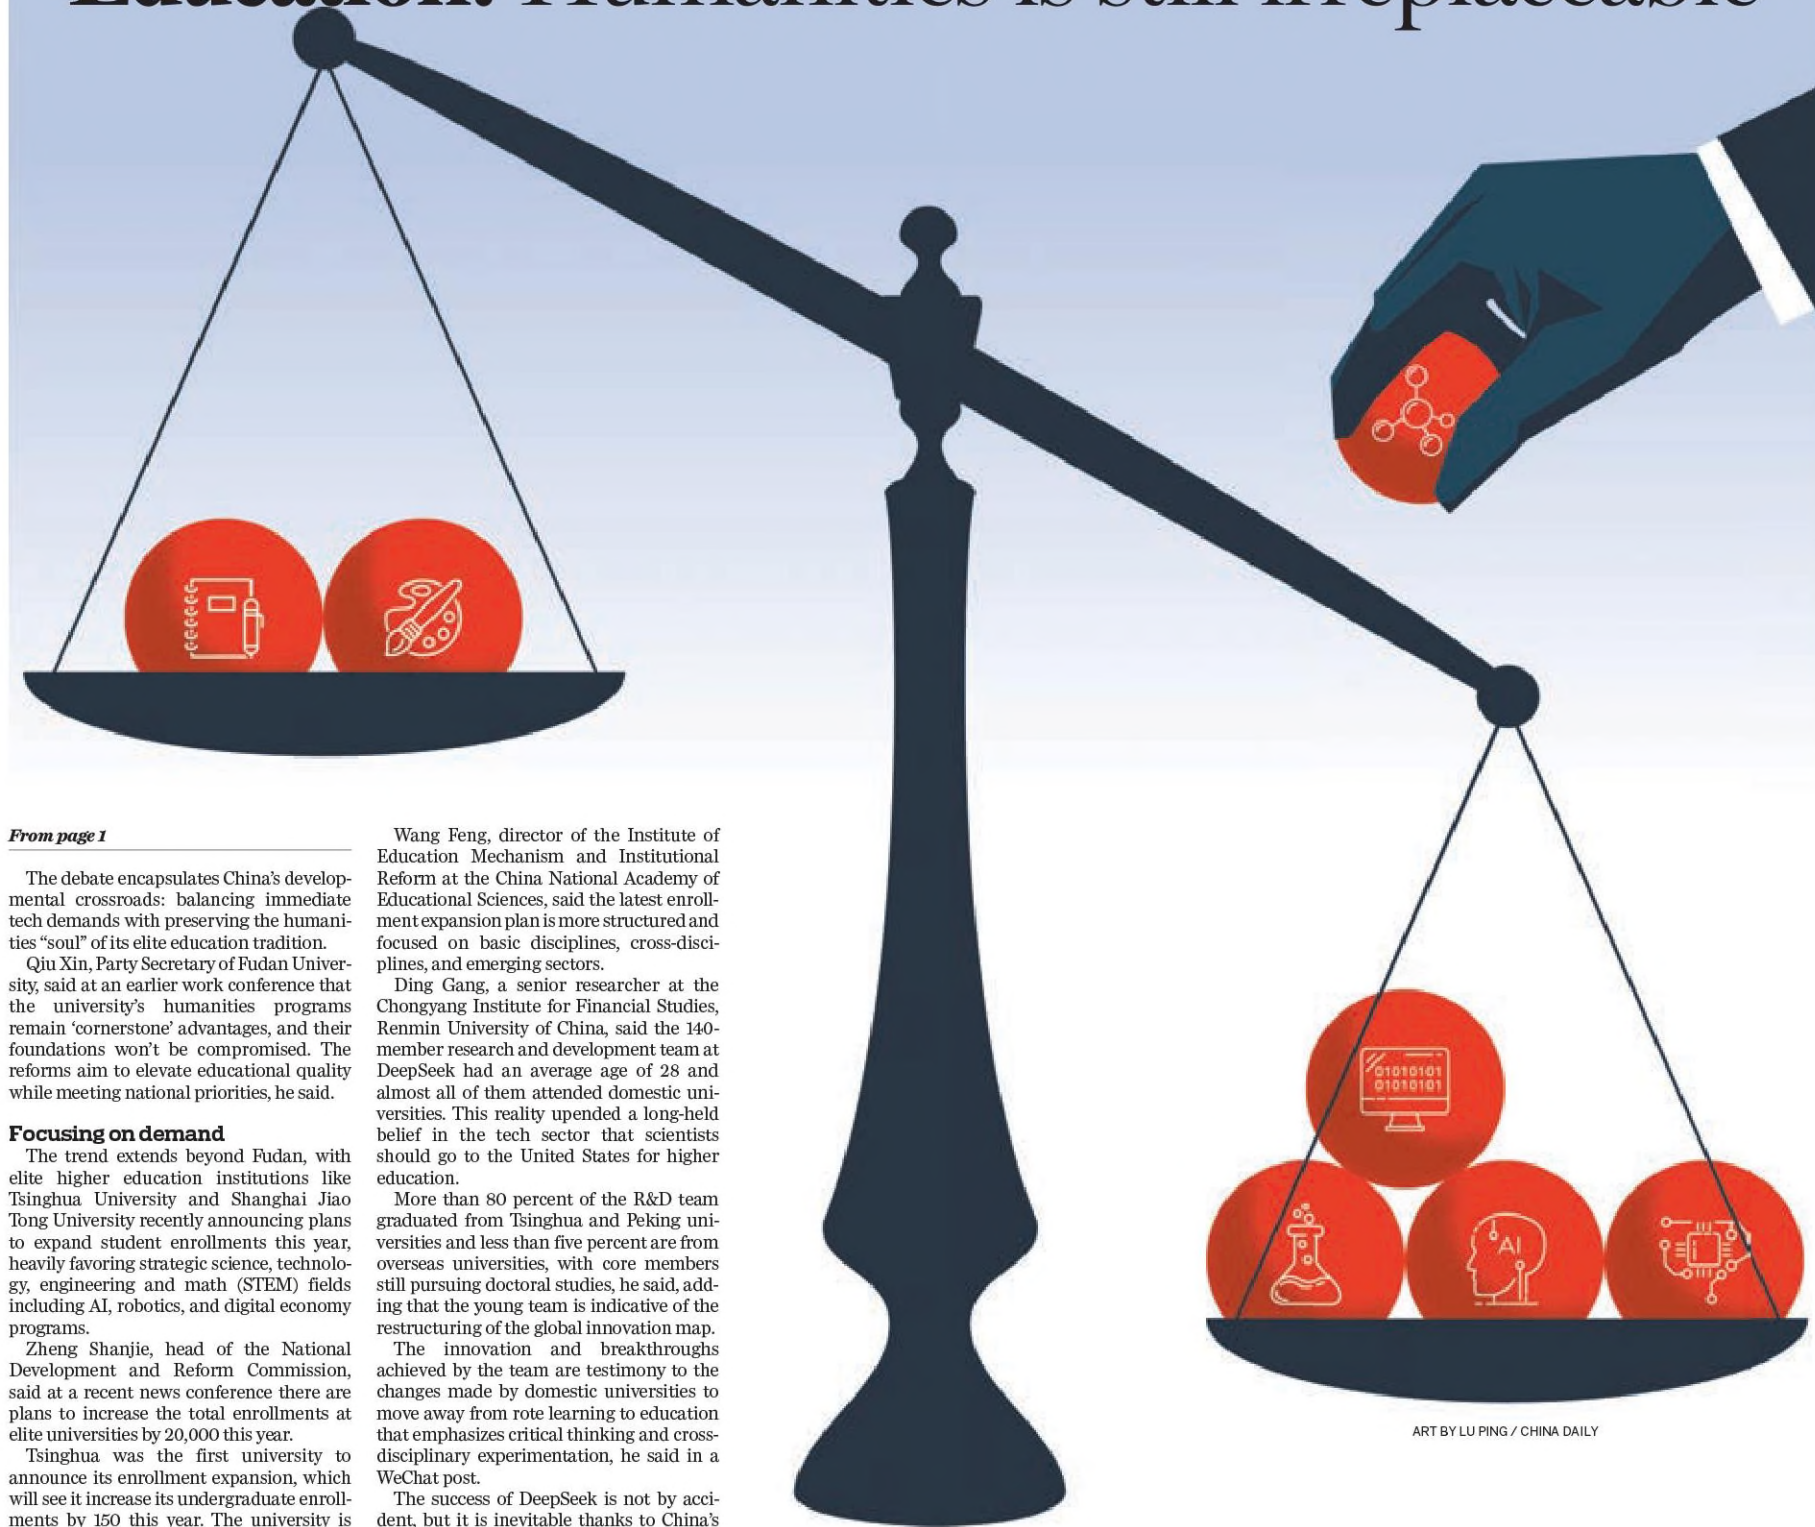 Education: Humanities is still irreplaceable
From page 1
The debate encapsulates China’s develop-
mental crossroads: balancing immediate
tech demands with preserving the humani-
ties “soul” of its elite education tradition.
Qiu Xin, Party Secretary of Fudan Univer-
sity, said at an earlier work conference that
the university’s humanities programs
remain ‘cornerstone’ advantages, and their
foundations won’t be compromised. The
reforms aim to elevate educational quality
while meeting national priorities, he said.
Focusing on demand
The trend extends beyond Fudan, with
elite higher education institutions like
Tsinghua University and Shanghai Jiao
Tong University recently announcing plans
to expand student enrollments this year,
heavily favoring strategic science, technolo-
gy, engineering and math (STEM) fields
including AI, robotics, and digital economy
programs.
Zheng Shanjie, head of the National
Development and Reform Commission,
said at a recent news conference there are
plans to increase the total enrollments at
elite universities by 20,000 this year.
Tsinghua was the first university to
announce its enrollment expansion, which
will see it increase its undergraduate enroll-
ments by 150 this year. The university is
Wang Feng, director of the Institute of
Education Mechanism and Institutional
Reform at the China National Academy of
Educational Sciences, said the latest enroll-
ment expansion plan is more structured and
focused on basic disciplines, cross-disci-
plines, and emerging sectors.
Ding Gang, a senior researcher at the
Chongyang Institute for Financial Studies,
Renmin University of China, said the 140-
member research and development team at
DeepSeek had an average age of 28 and
almost all of them attended domestic uni-
versities. This reality upended a long-held
belief in the tech sector that scientists
should go to the United States for higher
education.
More than 80 percent of the R&D team
graduated from Tsinghua and Peking uni-
versities and less than five percent are from
overseas universities, with core members
still pursuing doctoral studies, he said, add-
ing that the young team is indicative of the
restructuring of the global innovation map.
The innovation and breakthroughs
achieved by the team are testimony to the
changes made by domestic universities to
move away from rote learning to education
that emphasizes critical thinking and cross-
disciplinary experimentation, he said in a
WeChat post.
The success of DeepSeek is not by acci-
dent, but it is inevitable thanks to China’s
01010101
01010101
AI
ART BY LU PING / CHINA DAILY